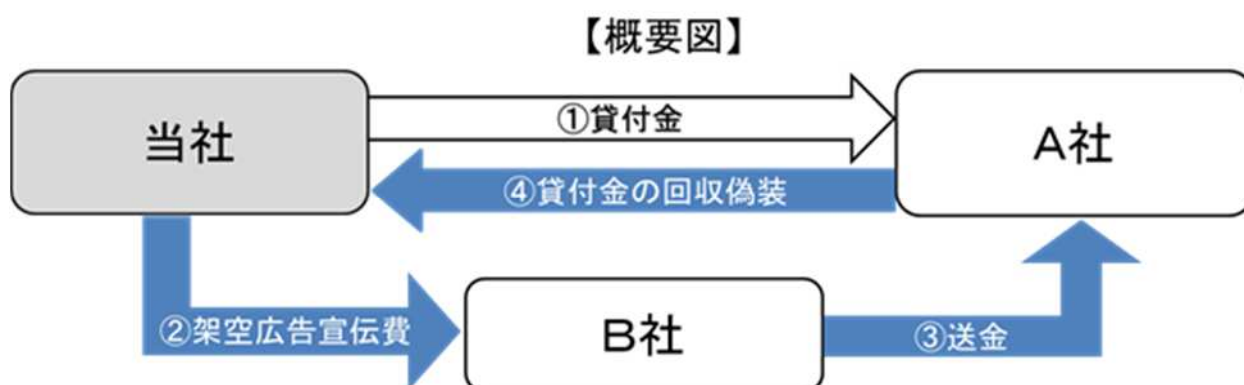 【概要図】
当社
①貸付金
A社
④貸付金の回収偽装
②架空広告宣伝費
B社
③送金